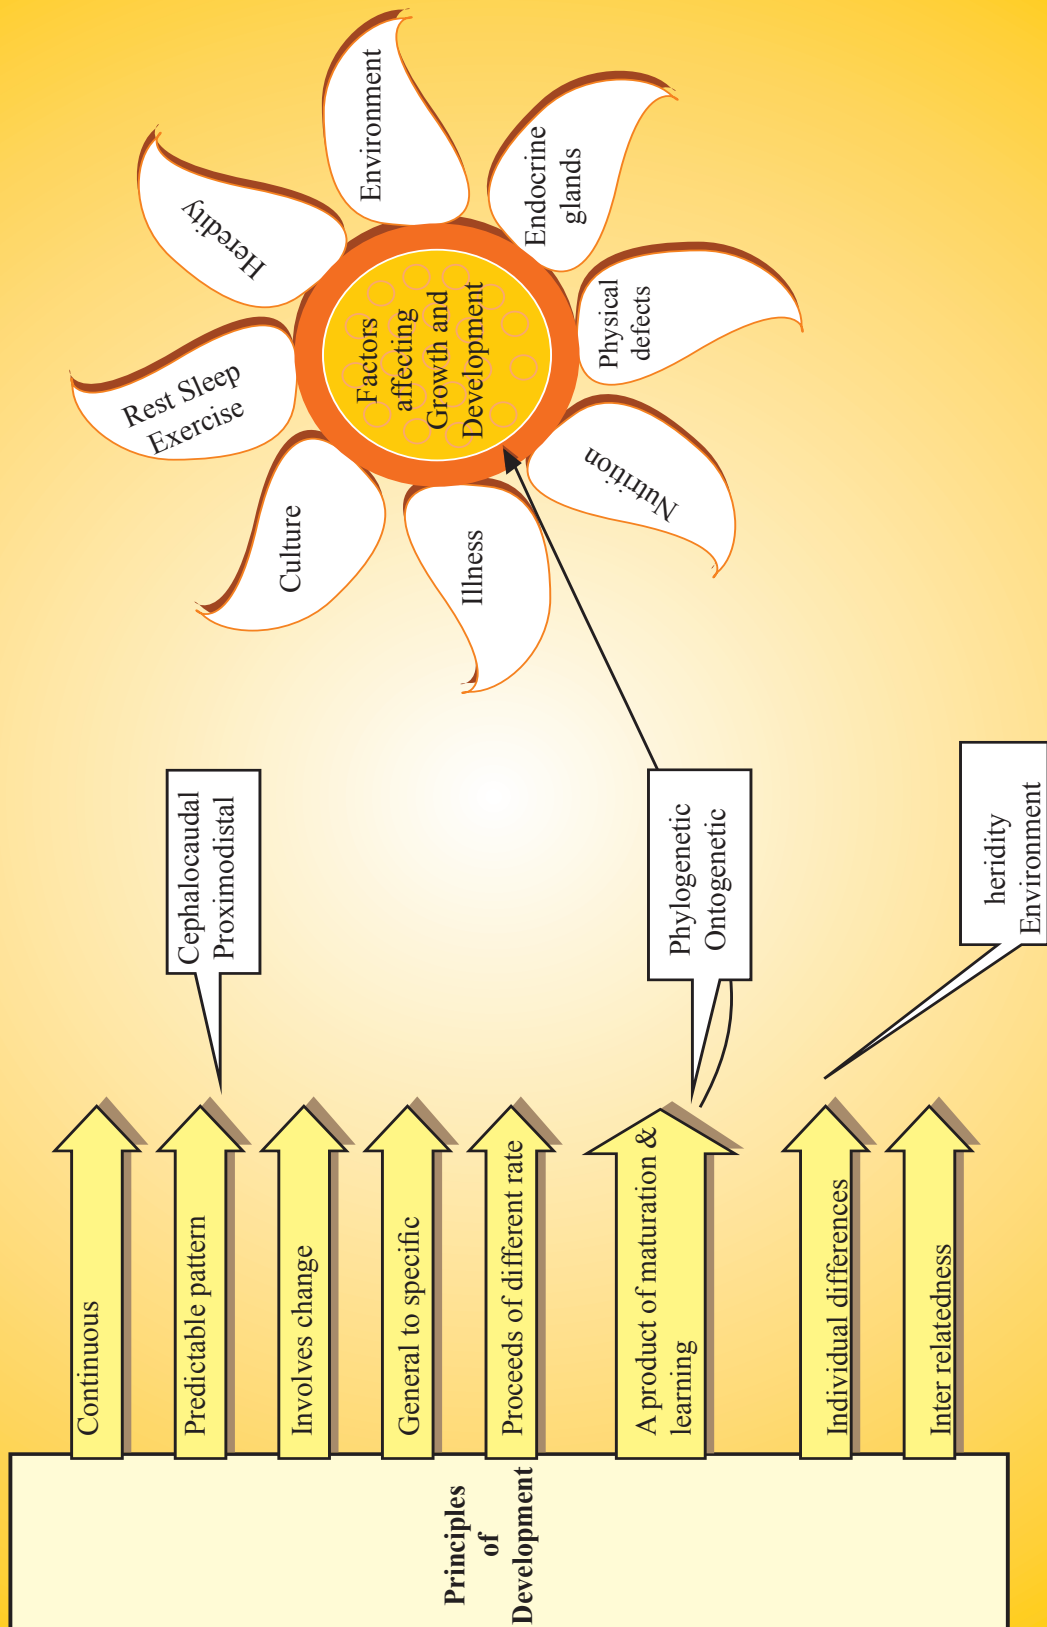 Principles
of
Development
Continuous
Predictable pattern
Involves change
General to specific
Proceeds of different rate
A product of maturation &
learning
Individual differences
Inter relatedness
Cephalocaudal
Proximodistal
Phylogenetic
Ontogenetic
heridity
Environment
Factors
affecting
Growth and
Development
Environment
Endocrine
glands
Physical
defects
Nutrition
Illness
Culture
Rest Sleep
Exercise
Heredity